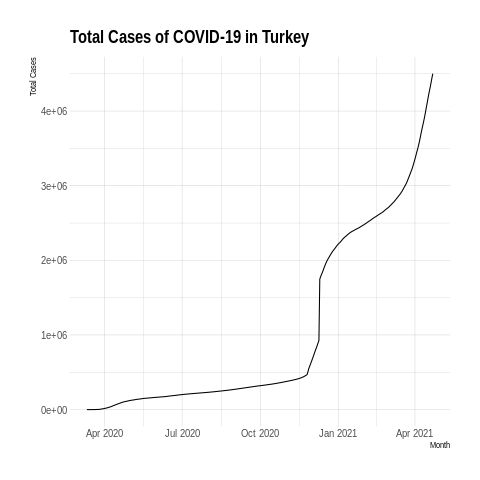 Total Cases of COVID-19 in Turkey
Total Cases
4e+06
3e+06
2e+06
1e+06
0e+00
Apr 2020 Jul 2020 Oct 2020 Jan 2021 Apr 2021
Month